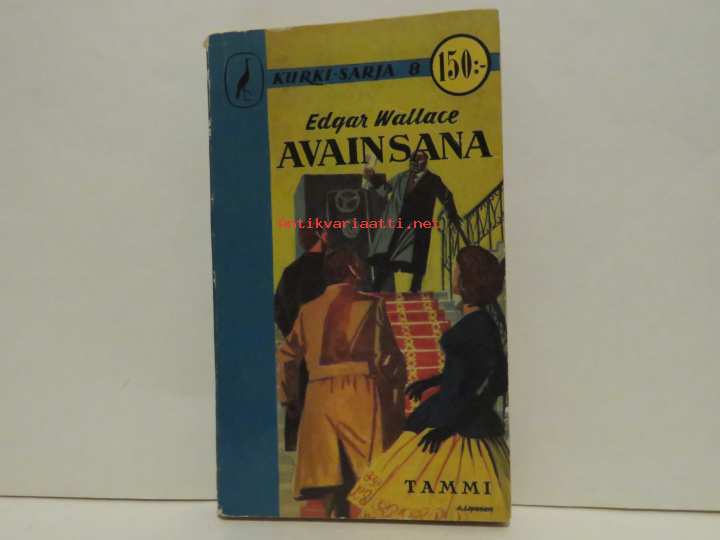 KURKI-SARJA 8
150:-
Edgar Wallace
AVAINSANA
Antikvariaatti.net
TAMMI